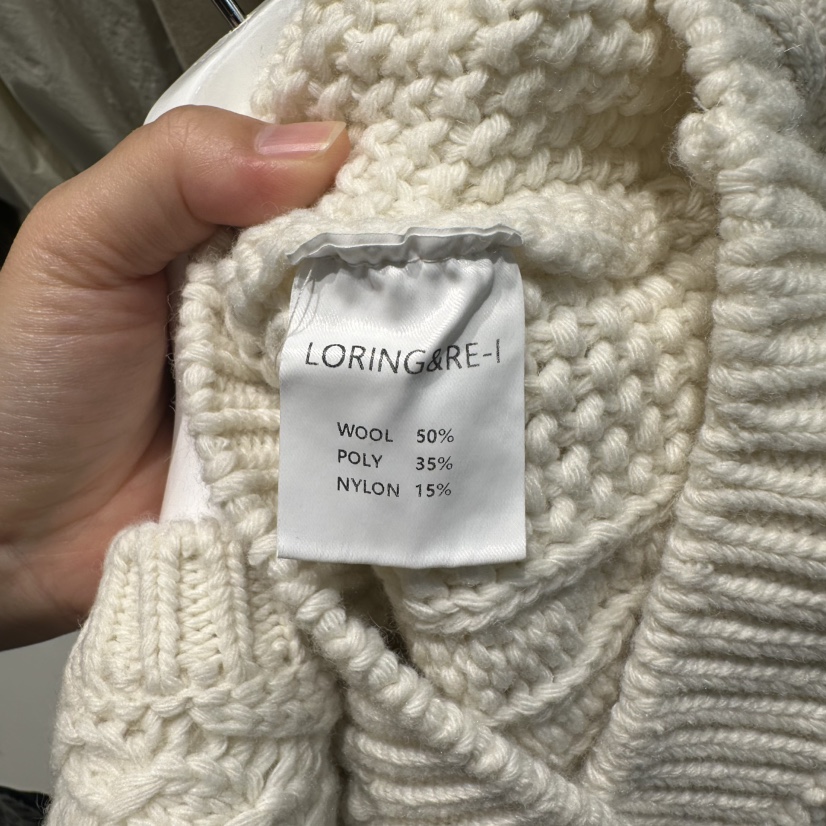 LORING&RE-I
WOOL 50%
POLY 35%
NYLON 15%